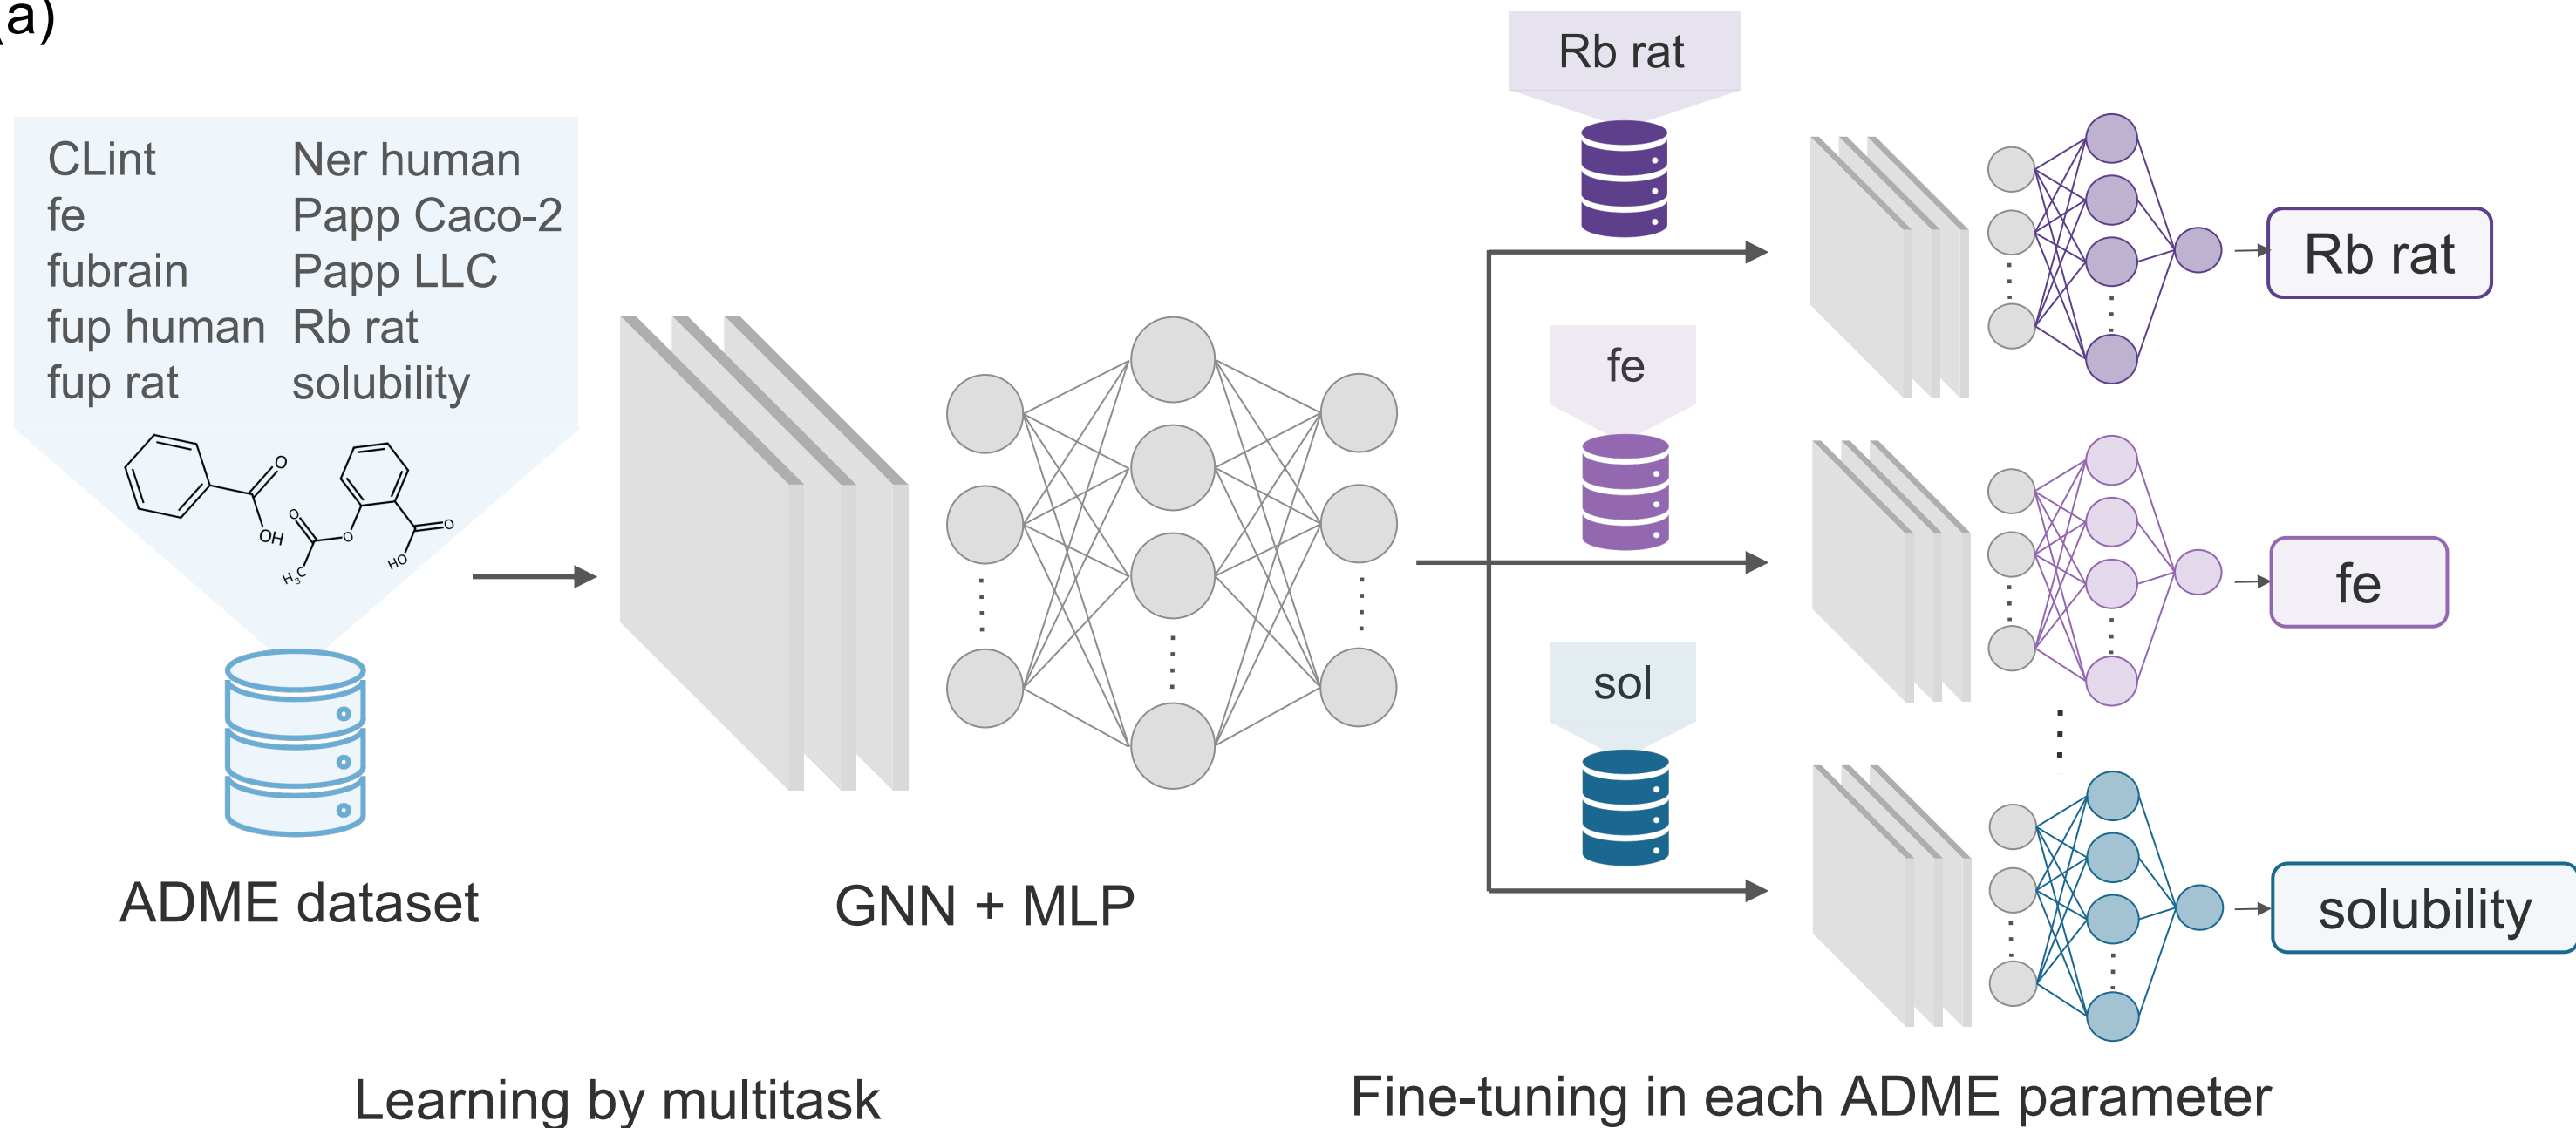 (a)
CLint
fe
fubrain
fup human
fup rat
Ner human
Papp Caco-2
Papp LLC
Rb rat
solubility
O
OH
O
O
H3C
O
HO
ADME dataset
GNN + MLP
Learning by multitask
Rb rat
fe
sol
Rb rat
fe
solubility
Fine-tuning in each ADME parameter